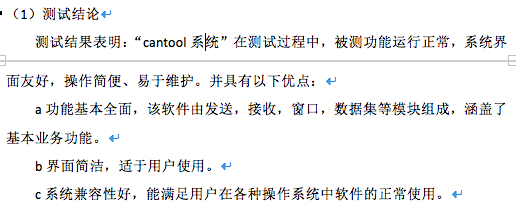 （1）测试结论
测试结果表明：“cantool 系统”在测试过程中，被测功能运行正常，系统界
面友好，操作简便、易于维护。并具有以下优点：
a 功能基本全面，该软件由发送，接收，窗口，数据集等模块组成，涵盖了
基本业务功能。
b 界面简洁，适于用户使用。
c 系统兼容性好，能满足用户在各种操作系统中软件的正常使用。